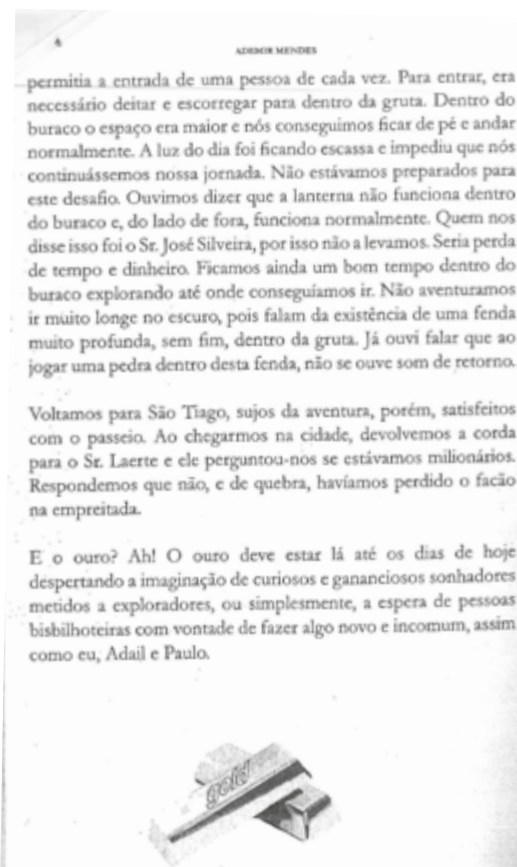 ADEMIR MENDES
permitia a entrada de uma pessoa de cada vez. Para entrar, era
necessário deitar e escorregar para dentro da gruta. Dentro do
buraco o espaço era maior e nós conseguimos ficar de pé e andar
normalmente. A luz do dia foi ficando escassa e impediu que nós
continuássemos nossa jornada. Não estávamos preparados para
este desafio. Ouvimos dizer que a lanterna não funciona dentro
do buraco e, do lado de fora, funciona normalmente. Quem nos
disse isso foi o Sr. José Silveira, por isso não a levamos. Seria perda
de tempo e dinheiro. Ficamos ainda um bom tempo dentro do
buraco explorando até onde conseguíamos ir. Não aventuramos
ir muito longe no escuro, pois falam da existência de uma fenda
muito profunda, sem fim, dentro da gruta. Já ouvi falar que ao
jogar uma pedra dentro desta fenda, não se ouve som de retorno.
Voltamos para São Tiago, sujos da aventura, porém, satisfeitos
com o passeio. Ao chegarmos na cidade, devolvemos a corda
para o Sr. Laerte e ele perguntou-nos se estávamos milionários.
Respondemos que não, e de quebra, havíamos perdido o facão
na empreitada.
E o ouro? Ah! O ouro deve estar lá até os dias de hoje
despertando a imaginação de curiosos e gananciosos sonhadores
metidos a exploradores, ou simplesmente, a espera de pessoas
bisbilhoteiras com vontade de fazer algo novo e incomum, assim
como eu, Adail e Paulo.
gold